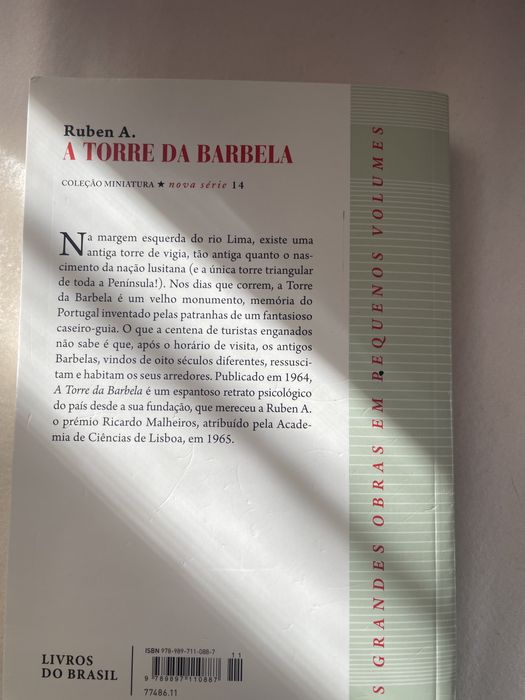 Ruben A.
A TORRE DA BARBELA
COLEÇÃO MINIATURA ★ nova série 14
Na margem esquerda do rio Lima, existe uma
antiga torre de vigia, tão antiga quanto o nas-
cimento da nação lusitana (e a única torre triangular
de toda a Península!). Nos dias que correm, a Torre
da Barbela é um velho monumento, memória do
Portugal inventado pelas patranhas de um fantasioso
caseiro-guia. O que a centena de turistas enganados
não sabe é que, após o horário de visita, os antigos
Barbelas, vindos de oito séculos diferentes, ressusci-
tam e habitam os seus arredores. Publicado em 1964,
A Torre da Barbela é um espantoso retrato psicológico
do país desde a sua fundação, que mereceu a Ruben A.
o prémio Ricardo Malheiros, atribuído pela Acade-
mia de Ciências de Lisboa, em 1965.
S GRANDES OBRAS EM PEQUENOS VOLUMES
LIVROS
DO BRASIL
ISBN 978-989-711-088-7
11
9 789897 110887
77486.11